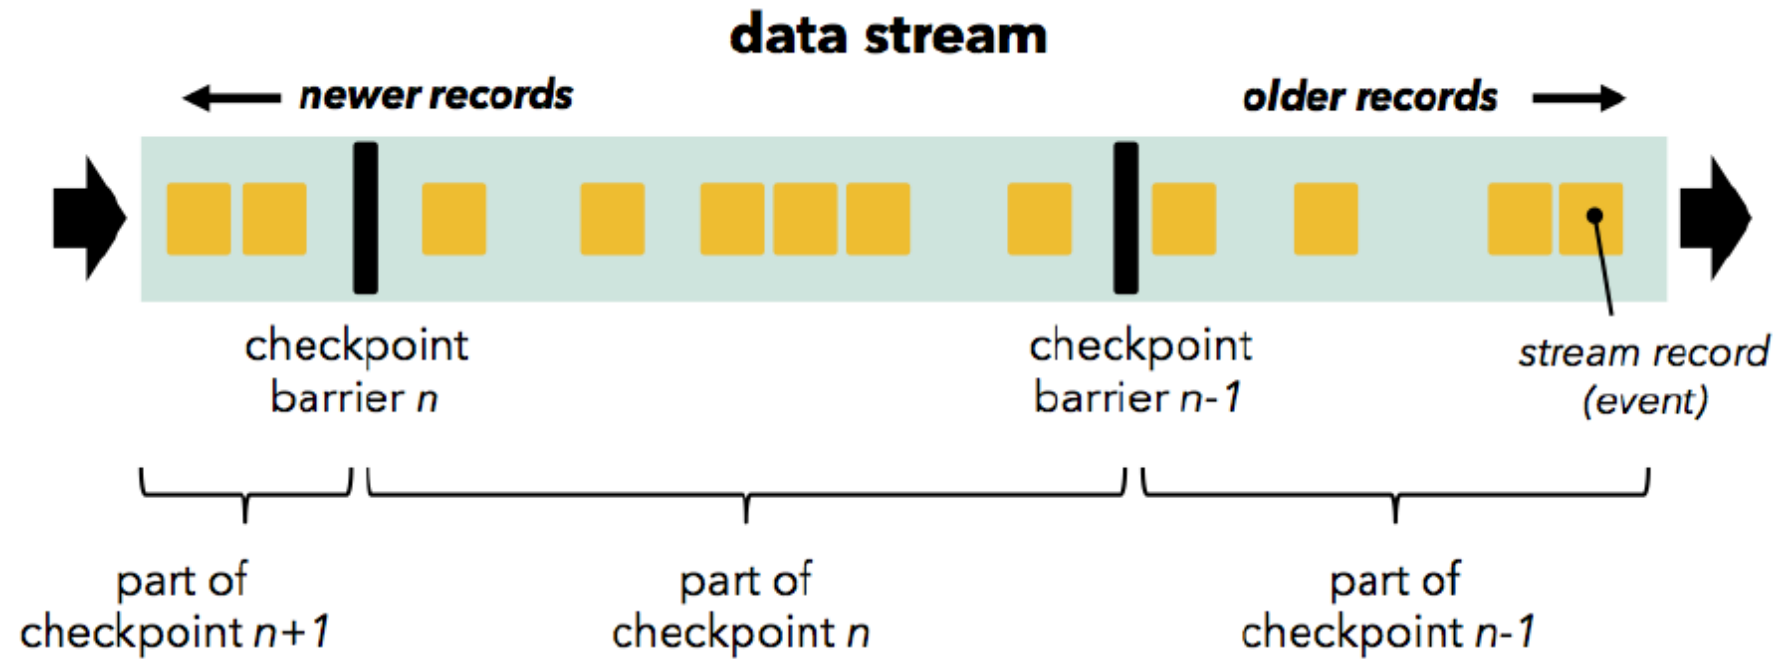 data stream
newer records
older records
checkpoint
barrier n
checkpoint
barrier n-1
stream record
(event)
part of
checkpoint n+1
part of
checkpoint n
part of
checkpoint n-1